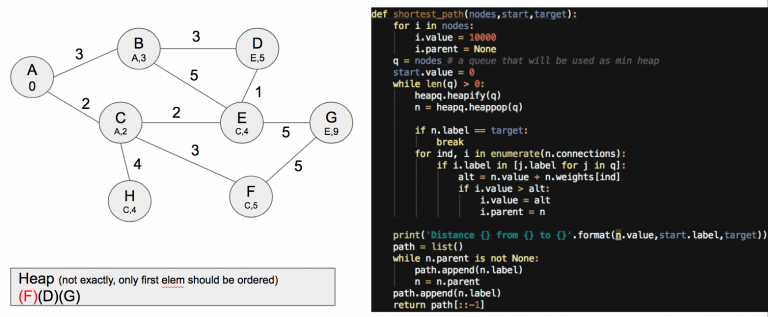 3
B
A,3
3
D
E,5
A
0
5
1
2
C
A,2
2
E
C,4
5
G
E,9
4
3
5
H
C,4
F
C,5
Heap (not exactly, only first elem should be ordered)
(F)(D)(G)
def shortest_path(nodes,start,target):
    for i in nodes:
        i.value = 10000
        i.parent = None
    q = nodes # a queue that will be used as min heap
    start.value = 0
    while len(q) > 0:
        heapq.heapify(q)
        n = heapq.heappop(q)

        if n.label == target:
            break
        for ind, i in enumerate(n.connections):
            if i.label in [j.label for j in q]:
                alt = n.value + n.weights[ind]
                if i.value > alt:
                    i.value = alt
                    i.parent = n

    print('Distance {} from {} to {}'.format(n.value,start.label,target))
    path = list()
    while n.parent is not None:
        path.append(n.label)
        n = n.parent
    path.append(n.label)
    return path[::-1]